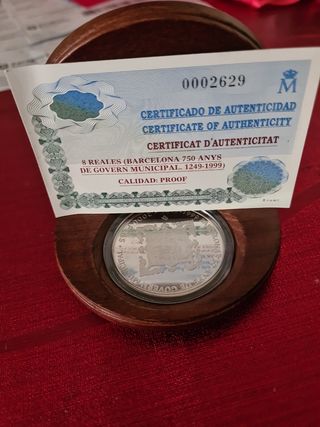 0002629
M
CERTIFICADO DE AUTENTICIDAD
CERTIFICATE OF AUTHENTICITY
CERTIFICAT D'AUTENTICITAT
8 REALES (BARCELONA 750 ANYS
DE GOVERN MUNICIPAL. 1249-1999)
CALIDAD: PROOF